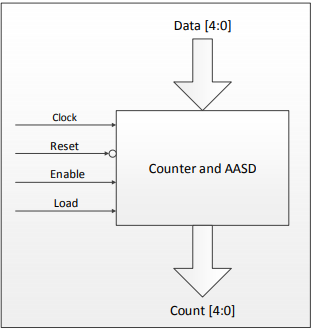 Data [4:0]
Clock
Reset
Enable
Load
Counter and AASD
Count [4:0]